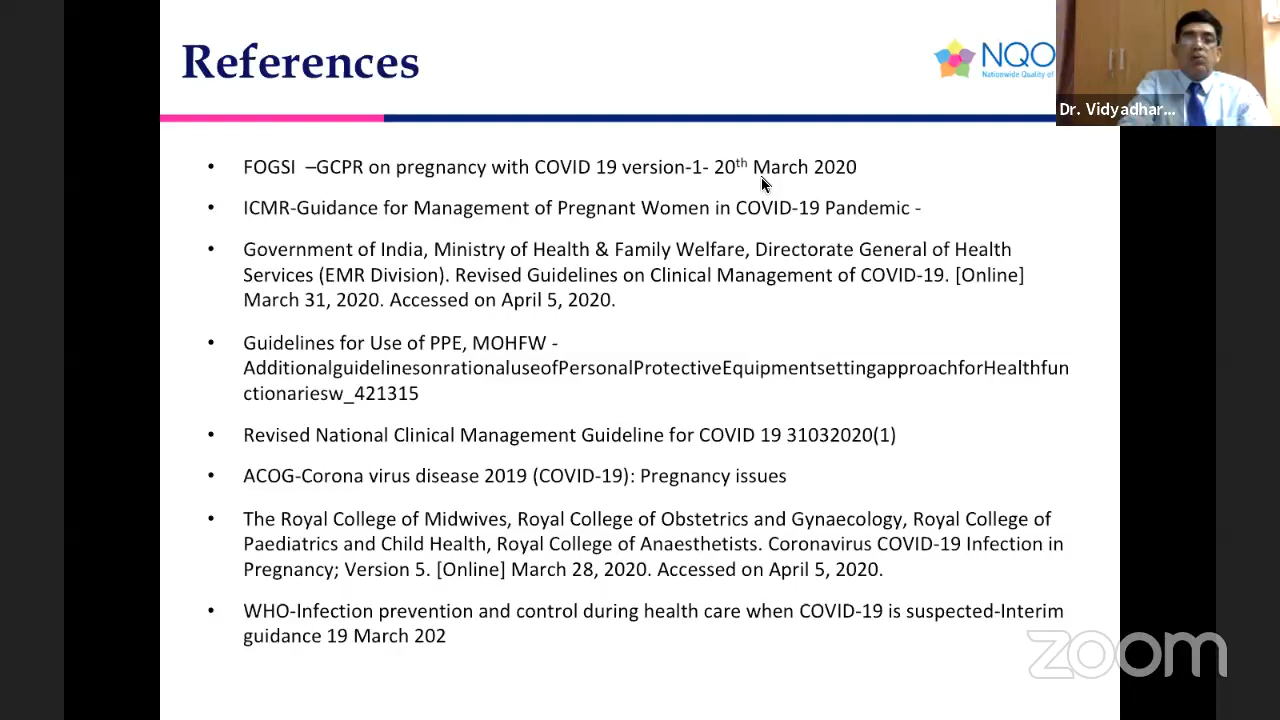 References
NQO
Nationwide Quality of
Dr. Vidyadhar...
• FOGSI –GCPR on pregnancy with COVID 19 version-1- 20th March 2020
• ICMR-Guidance for Management of Pregnant Women in COVID-19 Pandemic -
• Government of India, Ministry of Health & Family Welfare, Directorate General of Health
Services (EMR Division). Revised Guidelines on Clinical Management of COVID-19. [Online]
March 31, 2020. Accessed on April 5, 2020.
• Guidelines for Use of PPE, MOHFW -
AdditionalguidelinesonrationaluseofPersonalProtectiveEquipmentsettingapproachforHealthfun
ctionariesw_421315
• Revised National Clinical Management Guideline for COVID 19 31032020(1)
• ACOG-Corona virus disease 2019 (COVID-19): Pregnancy issues
• The Royal College of Midwives, Royal College of Obstetrics and Gynaecology, Royal College of
Paediatrics and Child Health, Royal College of Anaesthetists. Coronavirus COVID-19 Infection in
Pregnancy; Version 5. [Online] March 28, 2020. Accessed on April 5, 2020.
• WHO-Infection prevention and control during health care when COVID-19 is suspected-Interim
guidance 19 March 202
zoom